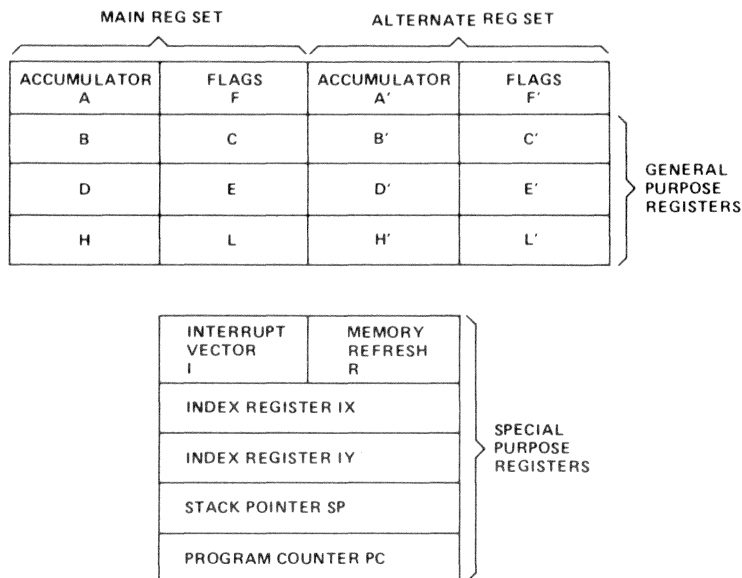 MAIN REG SET
ALTERNATE REG SET
ACCUMULATOR
A
FLAGS
F
ACCUMULATOR
A'
FLAGS
F'
B
C
B'
C'
D
E
D'
E'
H
L
H'
L'
GENERAL
PURPOSE
REGISTERS
INTERRUPT
VECTOR
I
MEMORY
REFRESH
R
INDEX REGISTER IX
INDEX REGISTER IY
STACK POINTER SP
PROGRAM COUNTER PC
SPECIAL
PURPOSE
REGISTERS